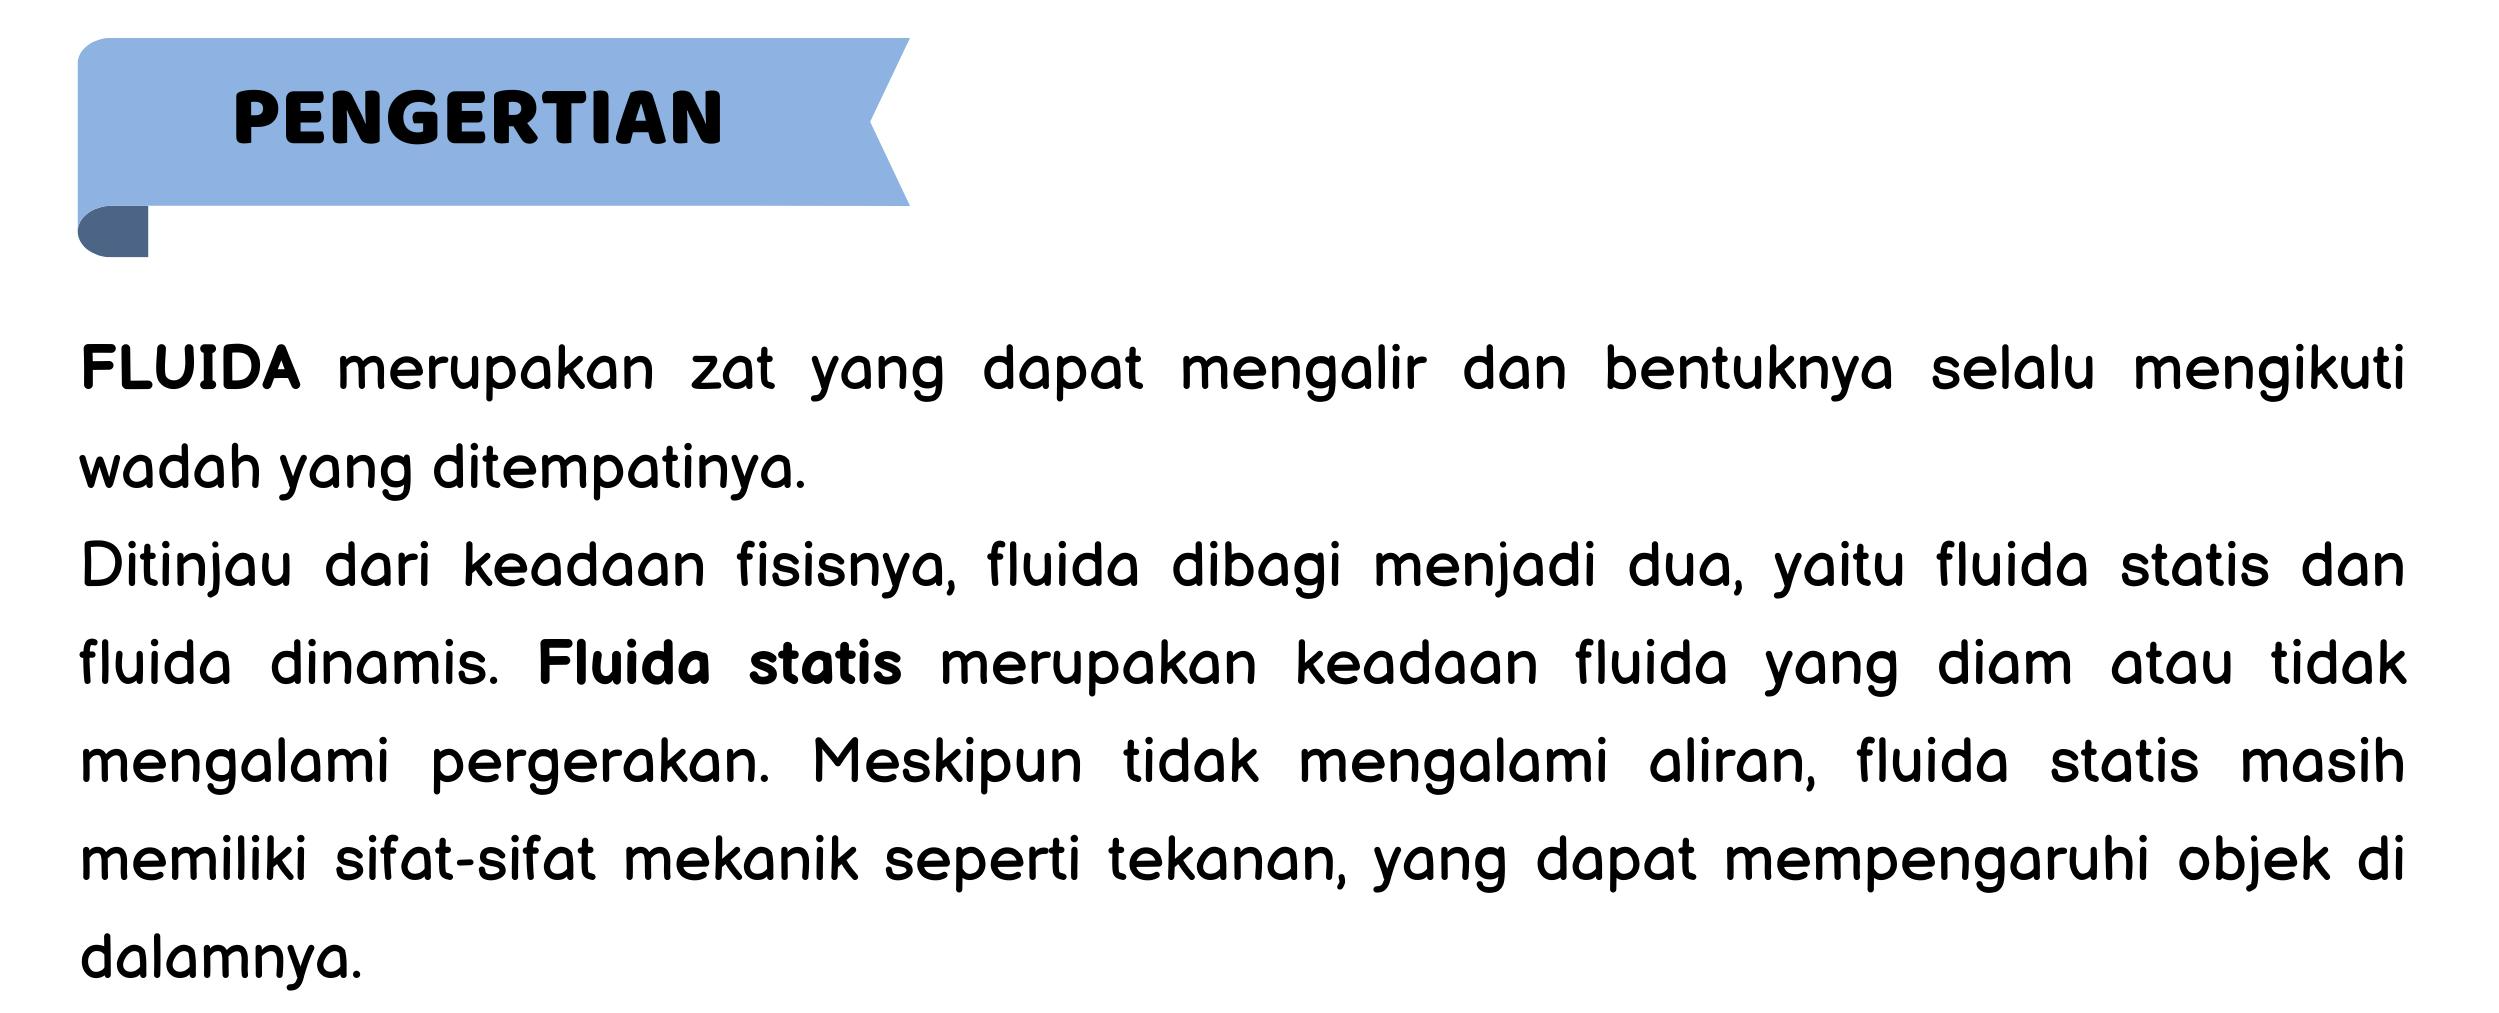 PENGERTIAN
FLUIDA merupakan zat yang dapat mengalir dan bentuknya selalu mengikuti
wadah yang ditempatinya.
Ditinjau dari keadaan fisisnya, fluida dibagi menjadi dua, yaitu fluida statis dan
fluida dinamis. Fluida statis merupakan keadaan fluida yang diam atau tidak
mengalami pergerakan. Meskipun tidak mengalami aliiran, fluida statis masih
memiliki sifat-sifat mekanik seperti tekanan, yang dapat mempengaruhi objek di
dalamnya.